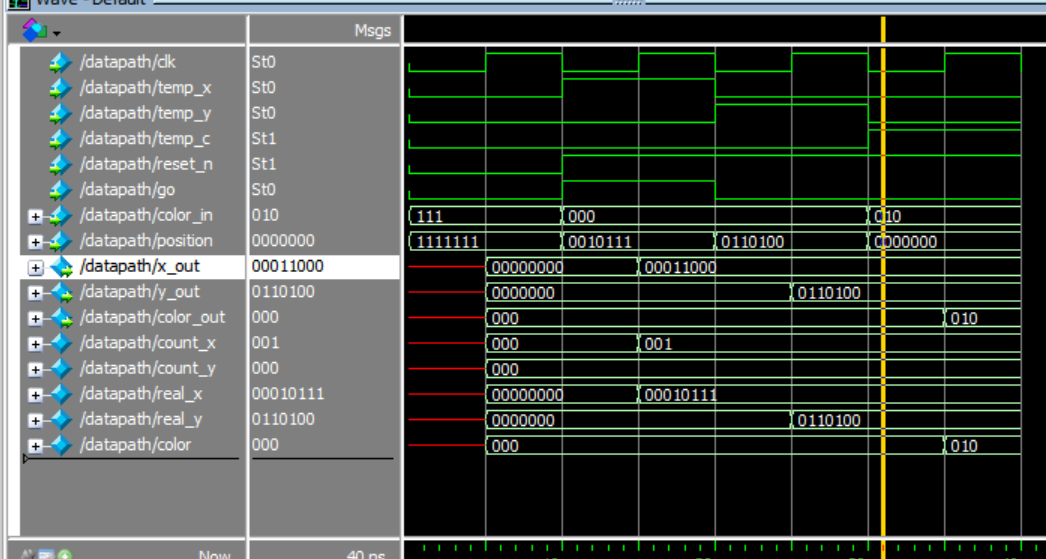 Wave - Default
Msgs
/datapath/clk St0
/datapath/temp_x St0
/datapath/temp_y St0
/datapath/temp_c St1
/datapath/reset_n St1
/datapath/go St0
/datapath/color_in 010 111 000 010
/datapath/position 0000000 1111111 0010111 0110100 0000000
/datapath/x_out 00011000 00000000 00011000
/datapath/y_out 0110100 0000000 0110100
/datapath/color_out 000 000 010
/datapath/count_x 001 000 001
/datapath/count_y 000 000
/datapath/real_x 00010111 00000000 00010111
/datapath/real_y 0110100 0000000 0110100
/datapath/color 000 000 010
Now 40 ns